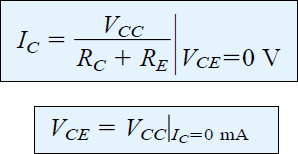 I_C = V_CC / (R_C + R_E) | V_CE=0 V
V_CE = V_CC|I_C=0 mA